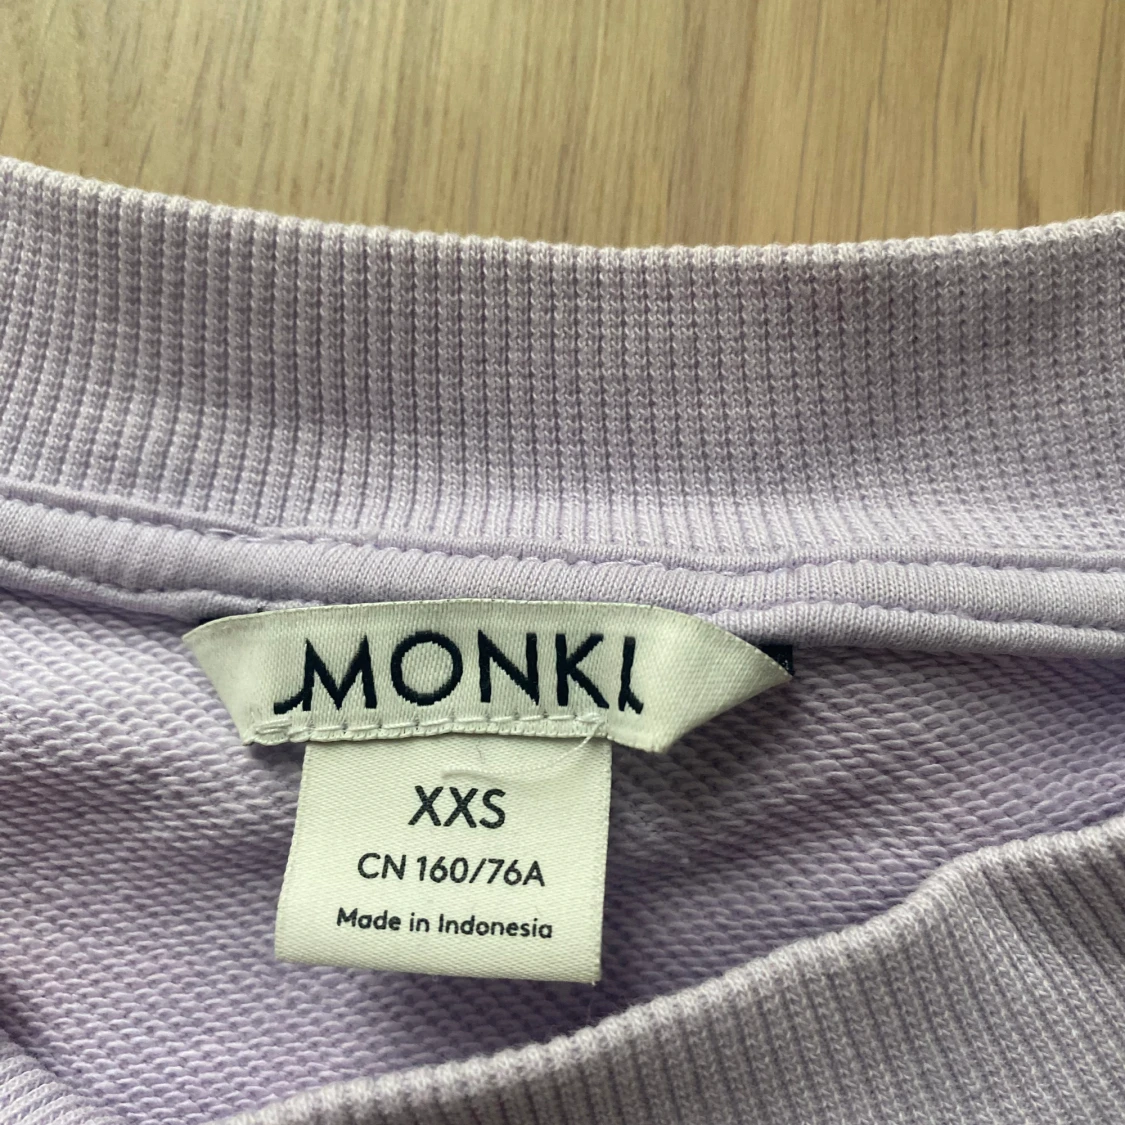 MONKI
XXS
CN 160/76A
Made in Indonesia